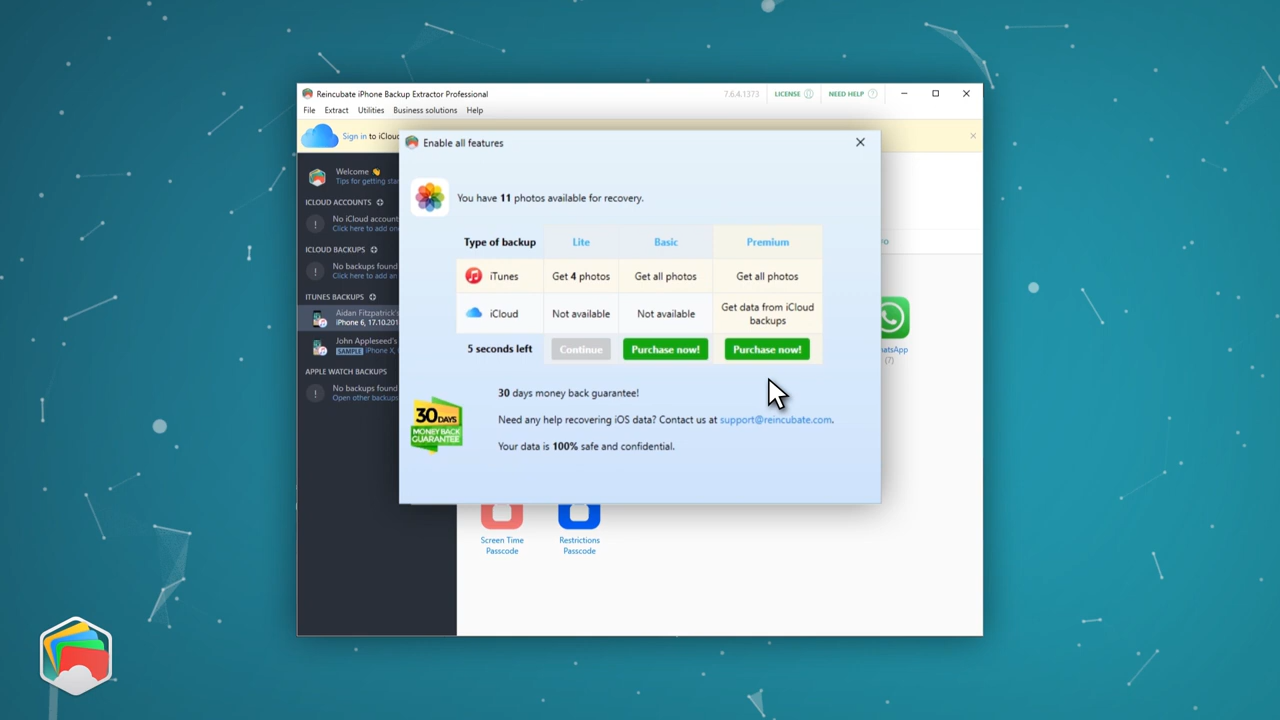 Reincubate iPhone Backup Extractor Professional
7.6.4.1373
LICENSE
NEED HELP ?
File Extract Utilities Business solutions Help
Sign in to iClou
Enable all features
Welcome
Tips for getting sta
ICLOUD ACCOUNTS
No iCloud account
Click here to add on
ICLOUD BACKUPS
No backups found
Click here to add an
ITUNES BACKUPS
Aidan Fitzpatrick's
iPhone 6, 17.10.201
John Appleseed's
SAMPLE iPhone X,
APPLE WATCH BACKUPS
No backups found
Open other backups
You have 11 photos available for recovery.
Type of backup Lite Basic Premium
iTunes Get 4 photos Get all photos Get all photos
iCloud Not available Not available Get data from iCloud
backups
5 seconds left Continue Purchase now! Purchase now!
30 DAYS
MONEY BACK
GUARANTEE
30 days money back guarantee!
Need any help recovering iOS data? Contact us at support@reincubate.com.
Your data is 100% safe and confidential.
atsApp
(7)
Screen Time
Passcode
Restrictions
Passcode